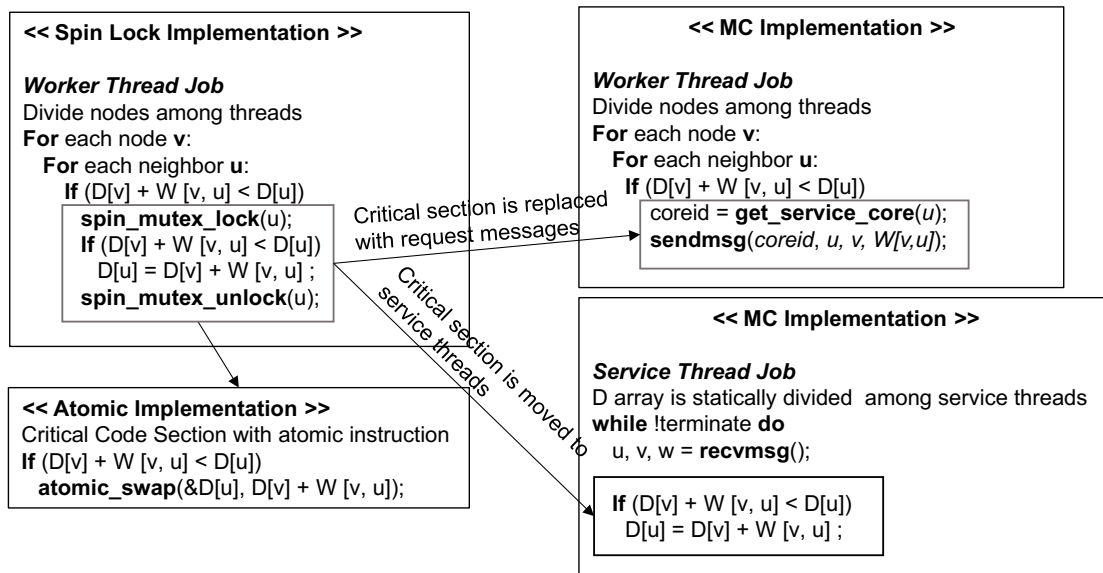 << Spin Lock Implementation >>
Worker Thread Job
Divide nodes among threads
For each node v:
For each neighbor u:
If (D[v] + W [v, u] < D[u])
spin_mutex_lock(u);
If (D[v] + W [v, u] < D[u])
D[u] = D[v] + W [v, u] ;
spin_mutex_unlock(u);
<< Atomic Implementation >>
Critical Code Section with atomic instruction
If (D[v] + W [v, u] < D[u])
atomic_swap(&D[u], D[v] + W [v, u]);
Critical section is replaced
with request messages
Critical section is moved to
service threads
<< MC Implementation >>
Worker Thread Job
Divide nodes among threads
For each node v:
For each neighbor u:
If (D[v] + W [v, u] < D[u])
coreid = get_service_core(u);
sendmsg(coreid, u, v, W[v,u]);
<< MC Implementation >>
Service Thread Job
D array is statically divided  among service threads
while !terminate do
u, v, w = recvmsg();
If (D[v] + W [v, u] < D[u])
D[u] = D[v] + W [v, u] ;